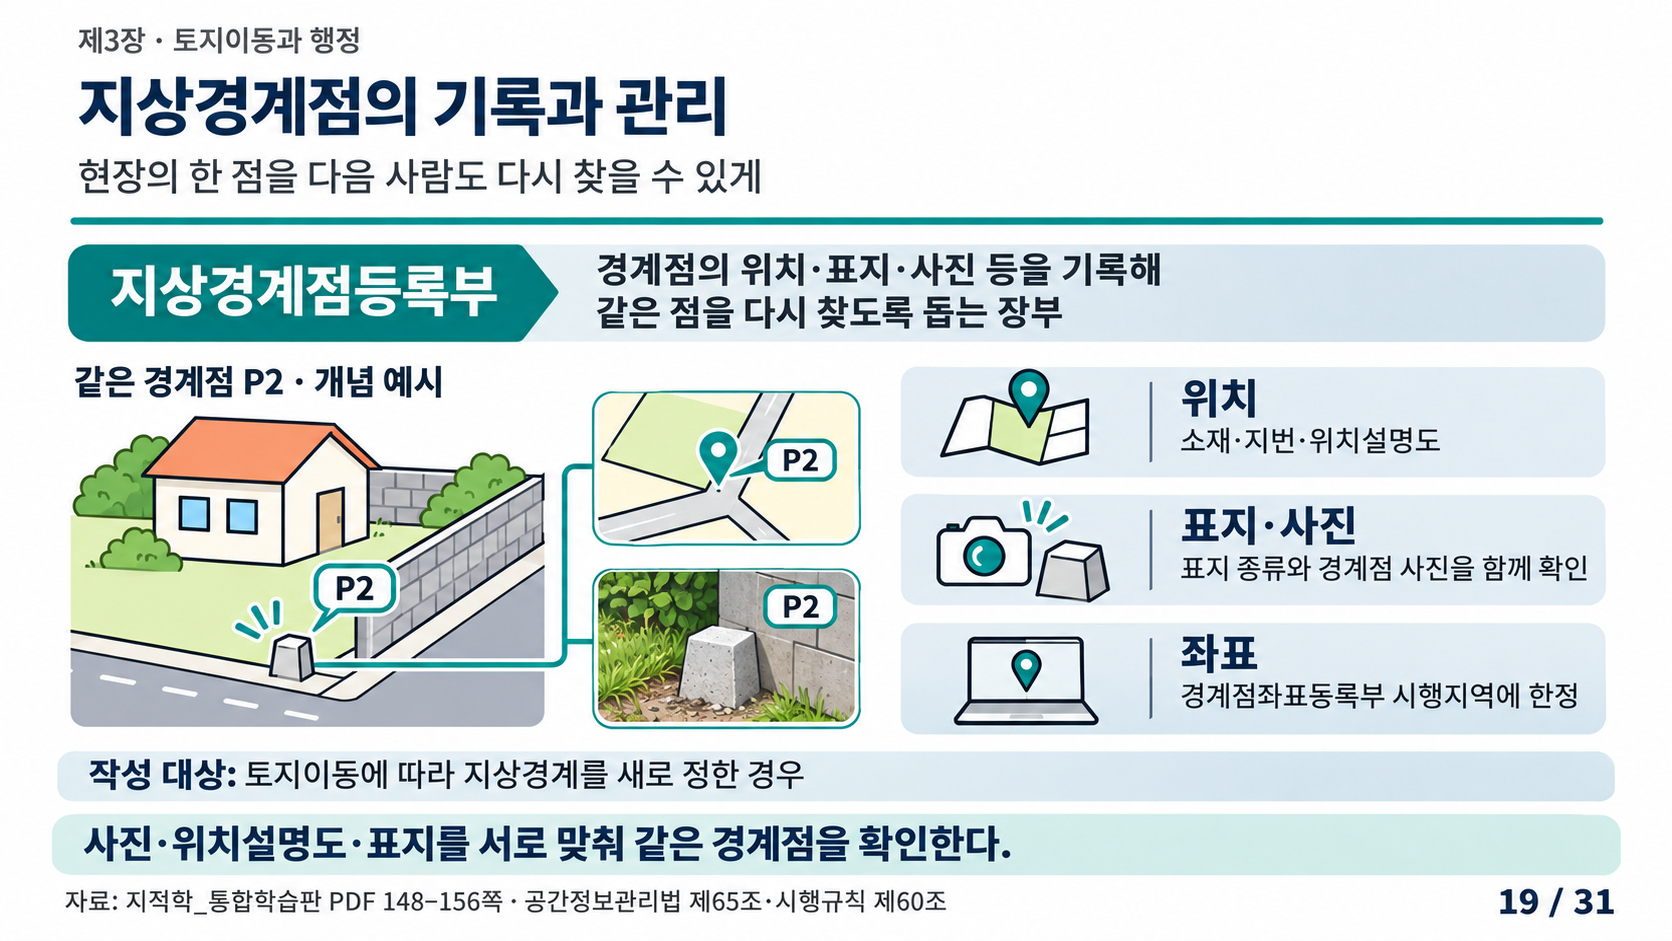 제3장 · 토지이동과 행정
지상경계점의 기록과 관리
현장의 한 점을 다음 사람도 다시 찾을 수 있게
지상경계점등록부
경계점의 위치·표지·사진 등을 기록해
같은 점을 다시 찾도록 돕는 장부
같은 경계점 P2 · 개념 예시
P2
P2
P2
위치
소재·지번·위치설명도
표지·사진
표지 종류와 경계점 사진을 함께 확인
좌표
경계점좌표등록부 시행지역에 한정
작성 대상: 토지이동에 따라 지상경계를 새로 정한 경우
사진·위치설명도·표지를 서로 맞춰 같은 경계점을 확인한다.
자료: 지적학_통합학습판 PDF 148–156쪽 · 공간정보관리법 제65조·시행규칙 제60조
19 / 31